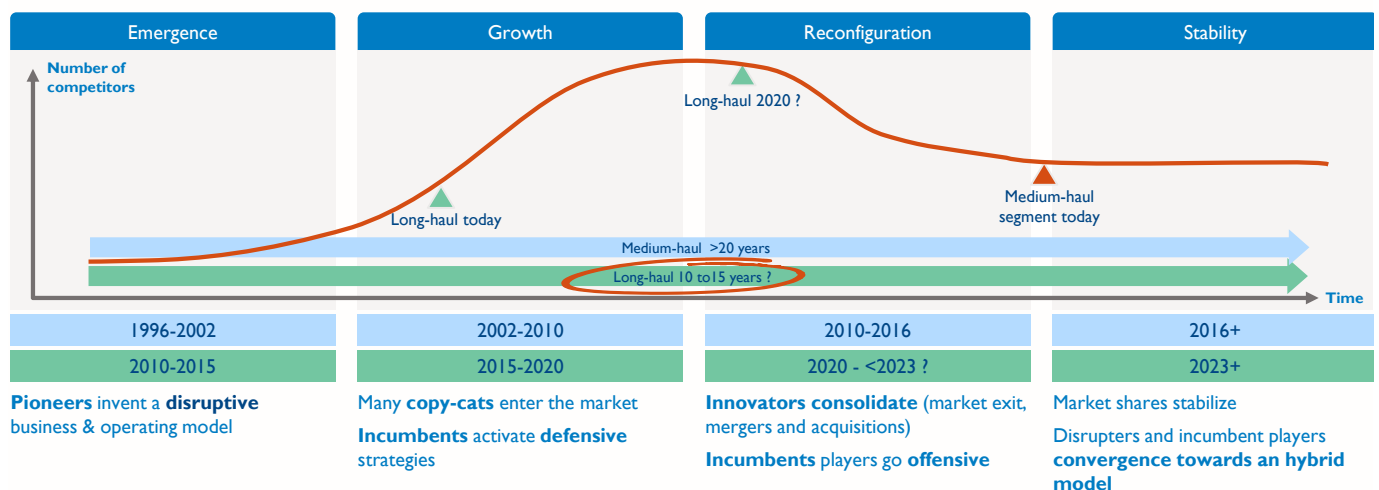 Emergence
Growth
Reconfiguration
Stability
Number of
competitors
Long-haul 2020 ?
Long-haul today
Medium-haul
segment today
Medium-haul  >20 years
Long-haul 10 to15 years ?
Time
1996-2002
2002-2010
2010-2016
2016+
2010-2015
2015-2020
2020 - <2023 ?
2023+
Pioneers invent a disruptive
business & operating model
Many copy-cats enter the market
Incumbents activate defensive
strategies
Innovators consolidate (market exit,
mergers and acquisitions)
Incumbents players go offensive
Market shares stabilize
Disrupters and incumbent players
convergence towards an hybrid
model